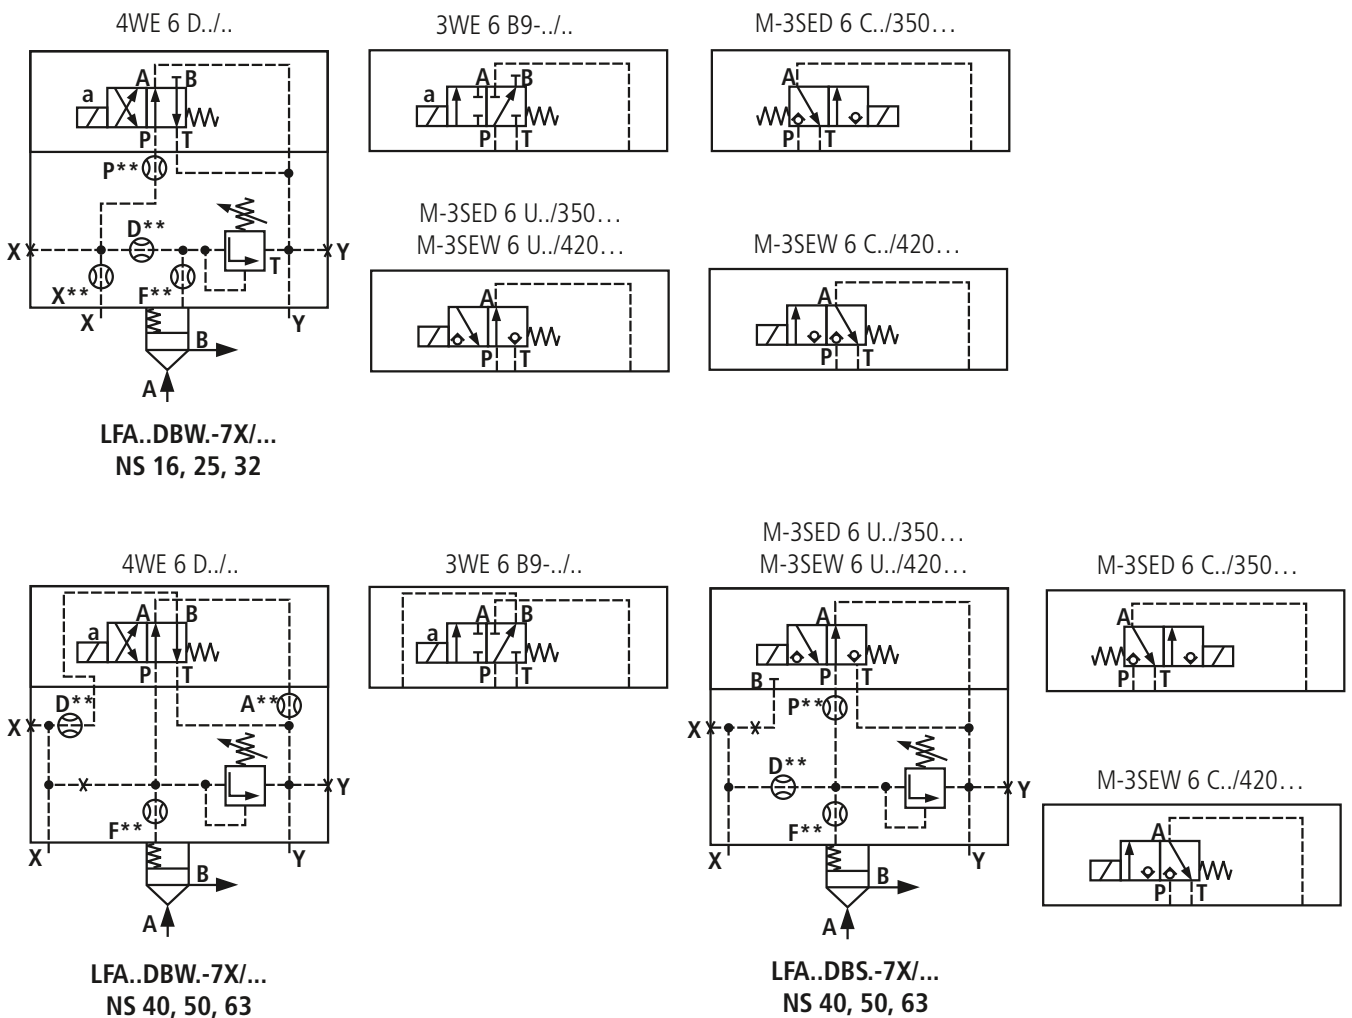 4WE 6 D../..
A
B
a
P
T
P**
D**
X
Y
T
X**
F**
X
Y
B
A
LFA..DBW.-7X/...
NS 16, 25, 32
3WE 6 B9-../..
A
B
a
P
T
M-3SED 6 C../350...
A
P
T
M-3SED 6 U../350...
M-3SEW 6 U../420...
A
P
T
M-3SEW 6 C../420...
A
P
T
4WE 6 D../..
A
B
a
P
T
D**
A**
X
Y
F**
X
Y
B
A
LFA..DBW.-7X/...
NS 40, 50, 63
3WE 6 B9-../..
A
B
a
P
T
M-3SED 6 U../350...
M-3SEW 6 U../420...
A
P
T
B
P**
X
D**
Y
F**
X
Y
B
A
LFA..DBS.-7X/...
NS 40, 50, 63
M-3SED 6 C../350...
A
P
T
M-3SEW 6 C../420...
A
P
T